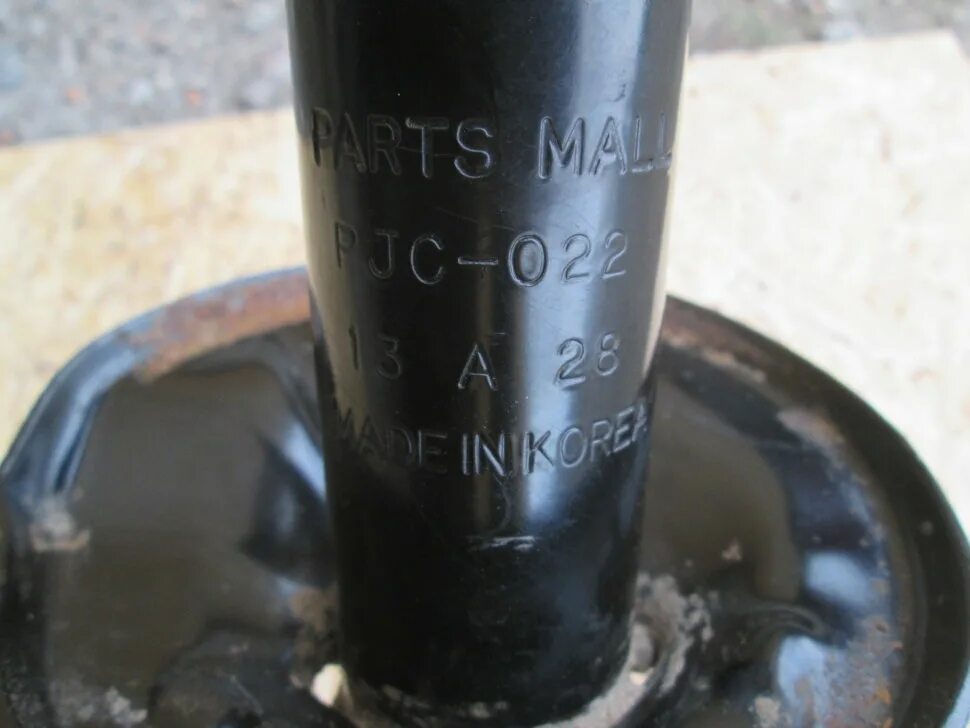 PARTS MALL
PJC-022
13 A 28
MADE IN KOREA